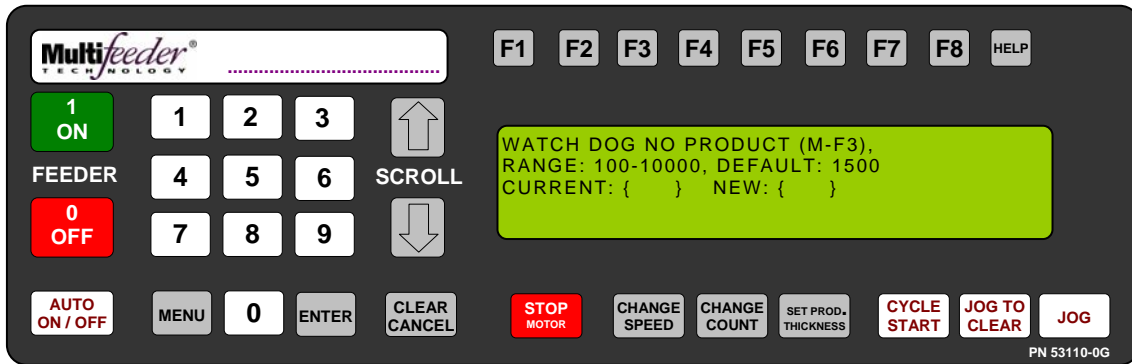 Multifeeder®
TECHNOLOGY
F1 F2 F3 F4 F5 F6 F7 F8 HELP
1
ON
FEEDER
0
OFF
1 2 3
4 5 6
7 8 9
SCROLL
WATCH DOG NO PRODUCT (M-F3),
RANGE: 100-10000, DEFAULT: 1500
CURRENT: {    }   NEW: {    }
AUTO
ON / OFF
MENU
0
ENTER
CLEAR
CANCEL
STOP
MOTOR
CHANGE
SPEED
CHANGE
COUNT
SET PROD.
THICKNESS
CYCLE
START
JOG TO
CLEAR
JOG
PN 53110-0G